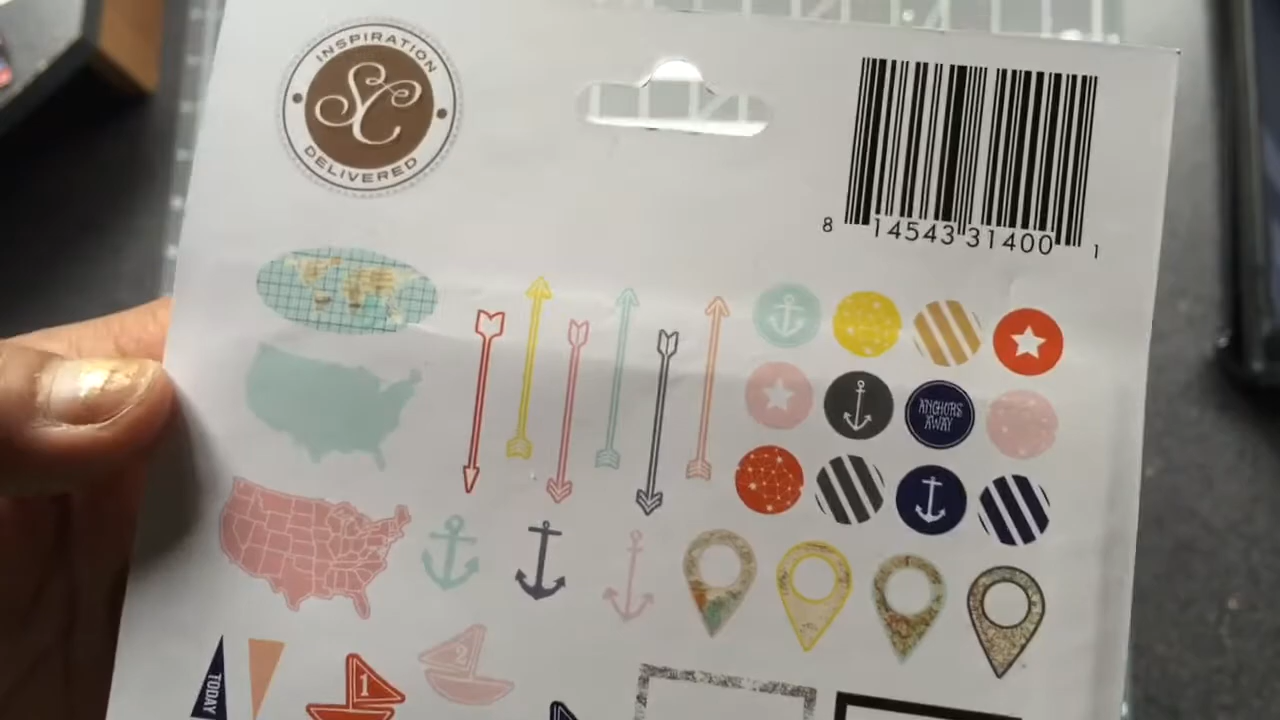 INSPIRATION
SC
DELIVERED
8 14543 31400 1
ANCHORS
AWAY
2
1
TODAY